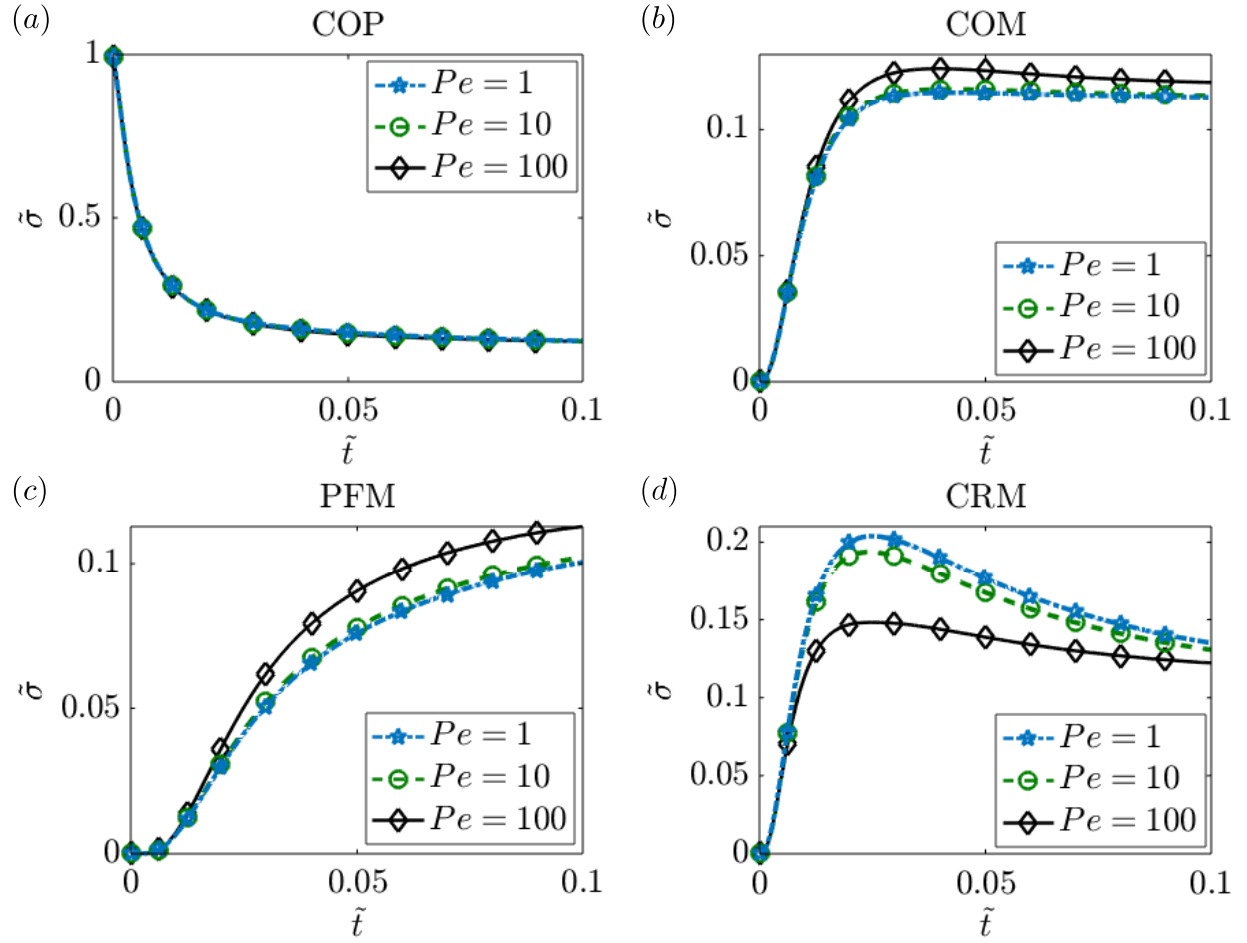 (a) COP
1
0.5
0
σ̃
Pe = 1
Pe = 10
Pe = 100
0 0.05 0.1
t̃
(b) COM
0.1
0.05
0
σ̃
Pe = 1
Pe = 10
Pe = 100
0 0.05 0.1
t̃
(c) PFM
0.1
0.05
0
σ̃
Pe = 1
Pe = 10
Pe = 100
0 0.05 0.1
t̃
(d) CRM
0.2
0.15
0.1
0.05
0
σ̃
Pe = 1
Pe = 10
Pe = 100
0 0.05 0.1
t̃